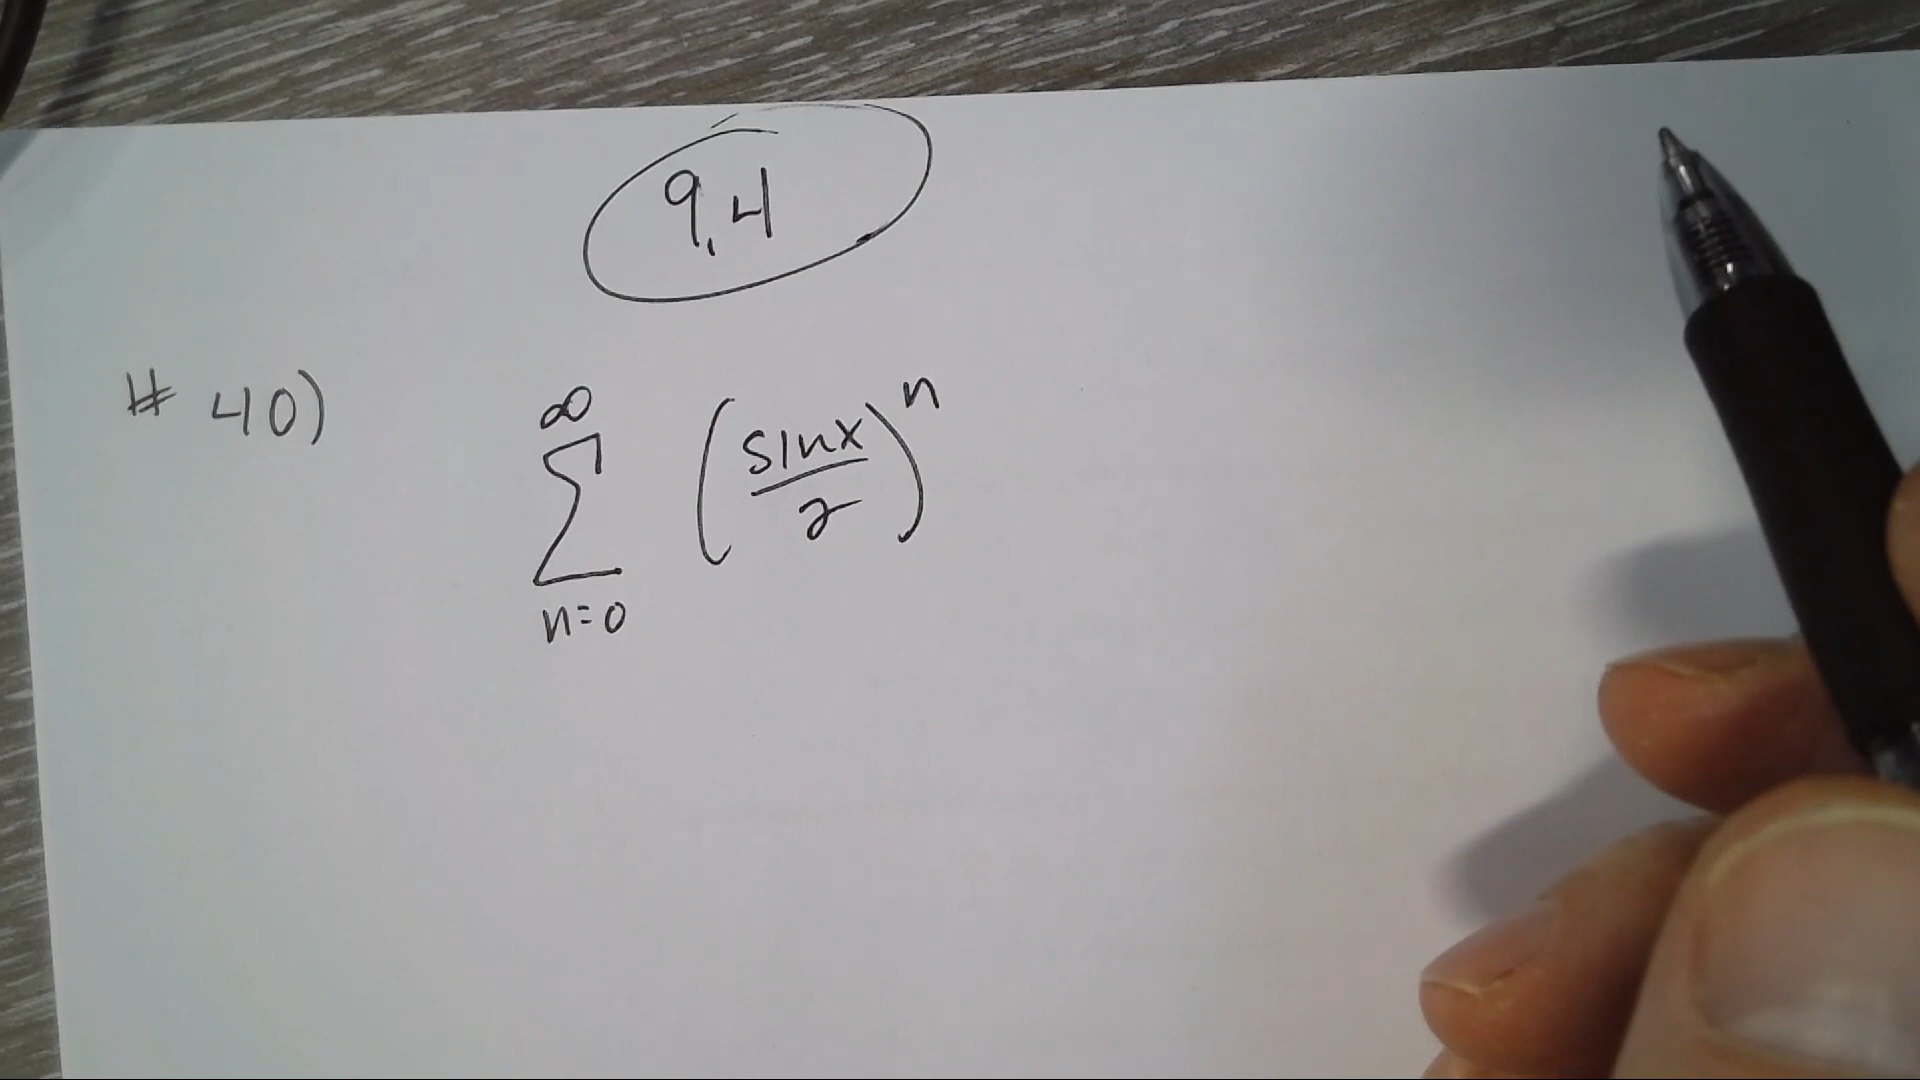 9.4
# 40) ∞ ∑ n=0 (sinx/2)^n